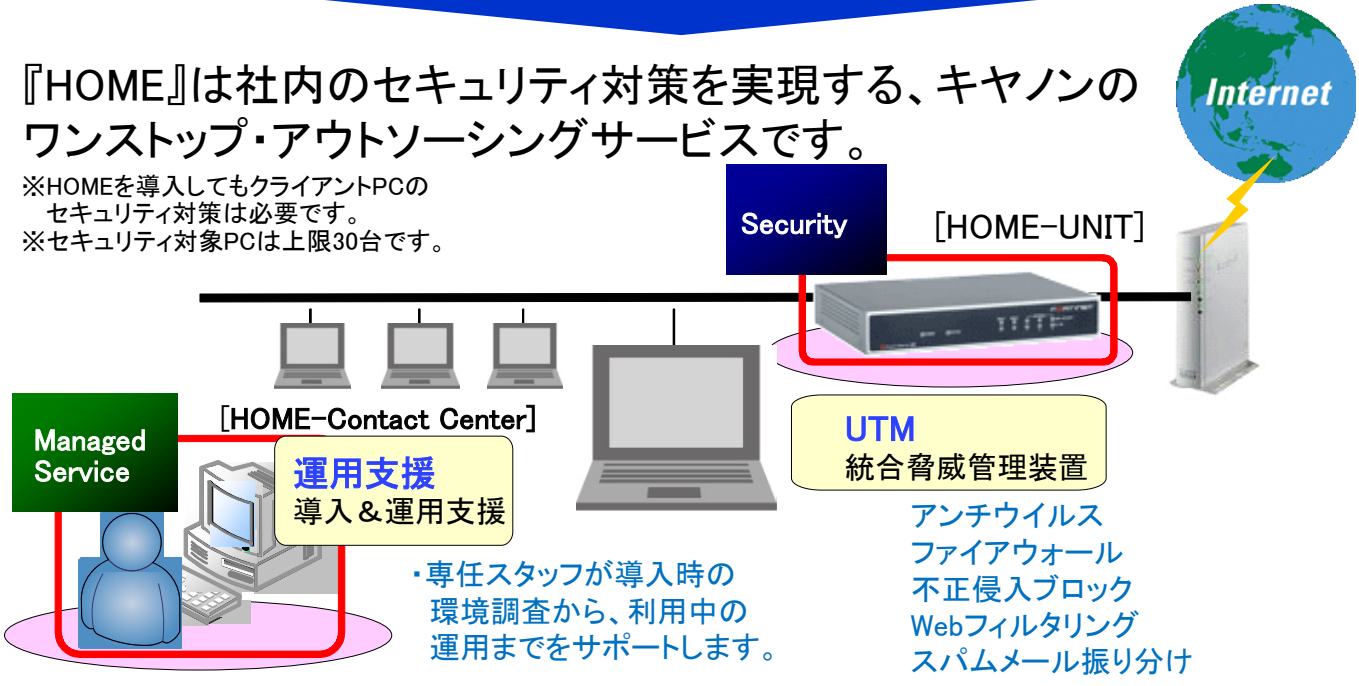 『HOME』は社内のセキュリティ対策を実現する、キヤノンの
ワンストップ・アウトソーシングサービスです。
※HOMEを導入してもクライアントPCの
セキュリティ対策は必要です。
※セキュリティ対象PCは上限30台です。
Internet
Security
[HOME-UNIT]
[HOME-Contact Center]
Managed
Service
運用支援
導入＆運用支援
・専任スタッフが導入時の
環境調査から、利用中の
運用までをサポートします。
UTM
統合脅威管理装置
アンチウイルス
ファイアウォール
不正侵入ブロック
Webフィルタリング
スパムメール振り分け